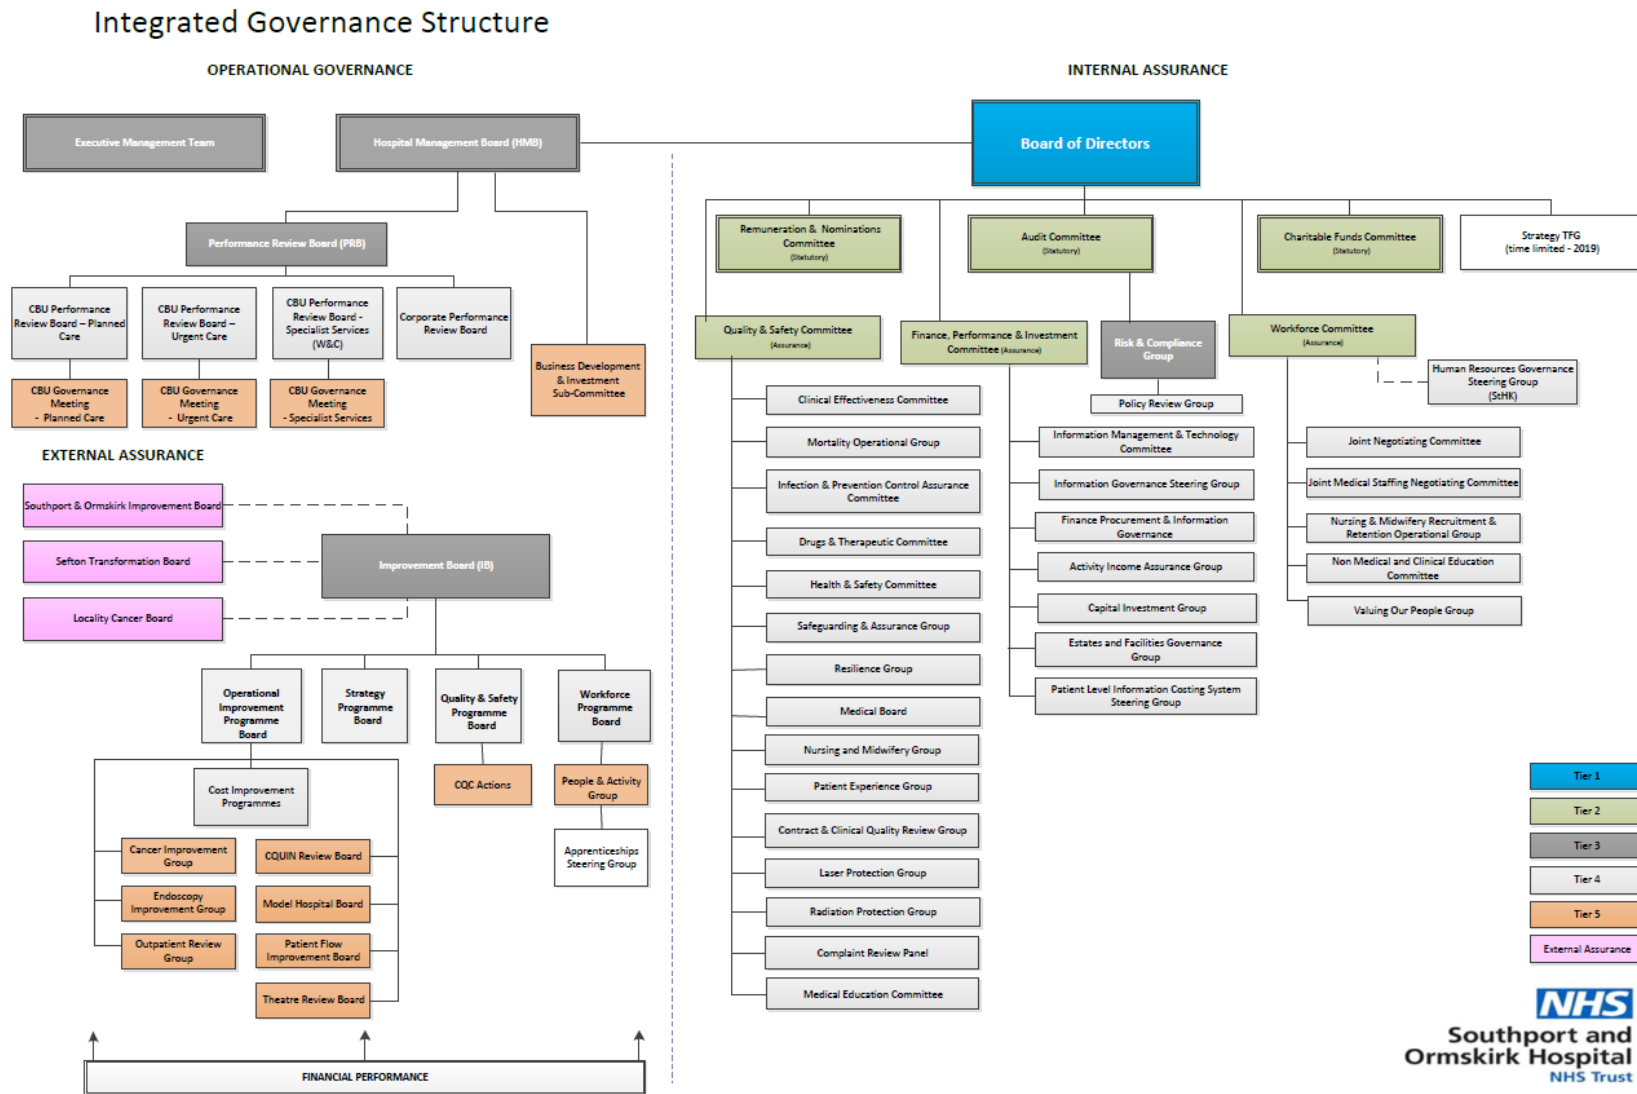 Integrated Governance Structure
OPERATIONAL GOVERNANCE
INTERNAL ASSURANCE
Executive Management Team
Hospital Management Board (HMB)
Board of Directors
Performance Review Board (PRB)
CBU Performance
Review Board – Planned
Care
CBU Performance
Review Board –
Urgent Care
CBU Performance
Review Board -
Specialist Services
(W&C)
Corporate Performance
Review Board
Business Development
& Investment
Sub-Committee
CBU Governance
Meeting
- Planned Care
CBU Governance
Meeting
- Urgent Care
CBU Governance
Meeting
- Specialist Services
EXTERNAL ASSURANCE
Southport & Ormskirk Improvement Board
Sefton Transformation Board
Locality Cancer Board
Improvement Board (IB)
Operational
Improvement
Programme
Board
Strategy
Programme
Board
Quality & Safety
Programme
Board
Workforce
Programme
Board
Cost Improvement
Programmes
CQC Actions
People & Activity
Group
Apprenticeships
Steering Group
Cancer Improvement
Group
Endoscopy
Improvement Group
Outpatient Review
Group
CQUIN Review Board
Model Hospital Board
Patient Flow
Improvement Board
Theatre Review Board
FINANCIAL PERFORMANCE
Remuneration & Nominations
Committee
(Statutory)
Audit Committee
(Statutory)
Charitable Funds Committee
(Statutory)
Strategy TFG
(time limited - 2019)
Quality & Safety Committee
(Assurance)
Finance, Performance & Investment
Committee (Assurance)
Risk & Compliance
Group
Policy Review Group
Workforce Committee
(Assurance)
Human Resources Governance
Steering Group
(StHK)
Clinical Effectiveness Committee
Mortality Operational Group
Infection & Prevention Control Assurance
Committee
Drugs & Therapeutic Committee
Health & Safety Committee
Safeguarding & Assurance Group
Resilience Group
Medical Board
Nursing and Midwifery Group
Patient Experience Group
Contract & Clinical Quality Review Group
Laser Protection Group
Radiation Protection Group
Complaint Review Panel
Medical Education Committee
Information Management & Technology
Committee
Information Governance Steering Group
Finance Procurement & Information
Governance
Activity Income Assurance Group
Capital Investment Group
Estates and Facilities Governance
Group
Patient Level Information Costing System
Steering Group
Joint Negotiating Committee
Joint Medical Staffing Negotiating Committee
Nursing & Midwifery Recruitment &
Retention Operational Group
Non Medical and Clinical Education
Committee
Valuing Our People Group
Tier 1
Tier 2
Tier 3
Tier 4
Tier 5
External Assurance
NHS
Southport and
Ormskirk Hospital
NHS Trust